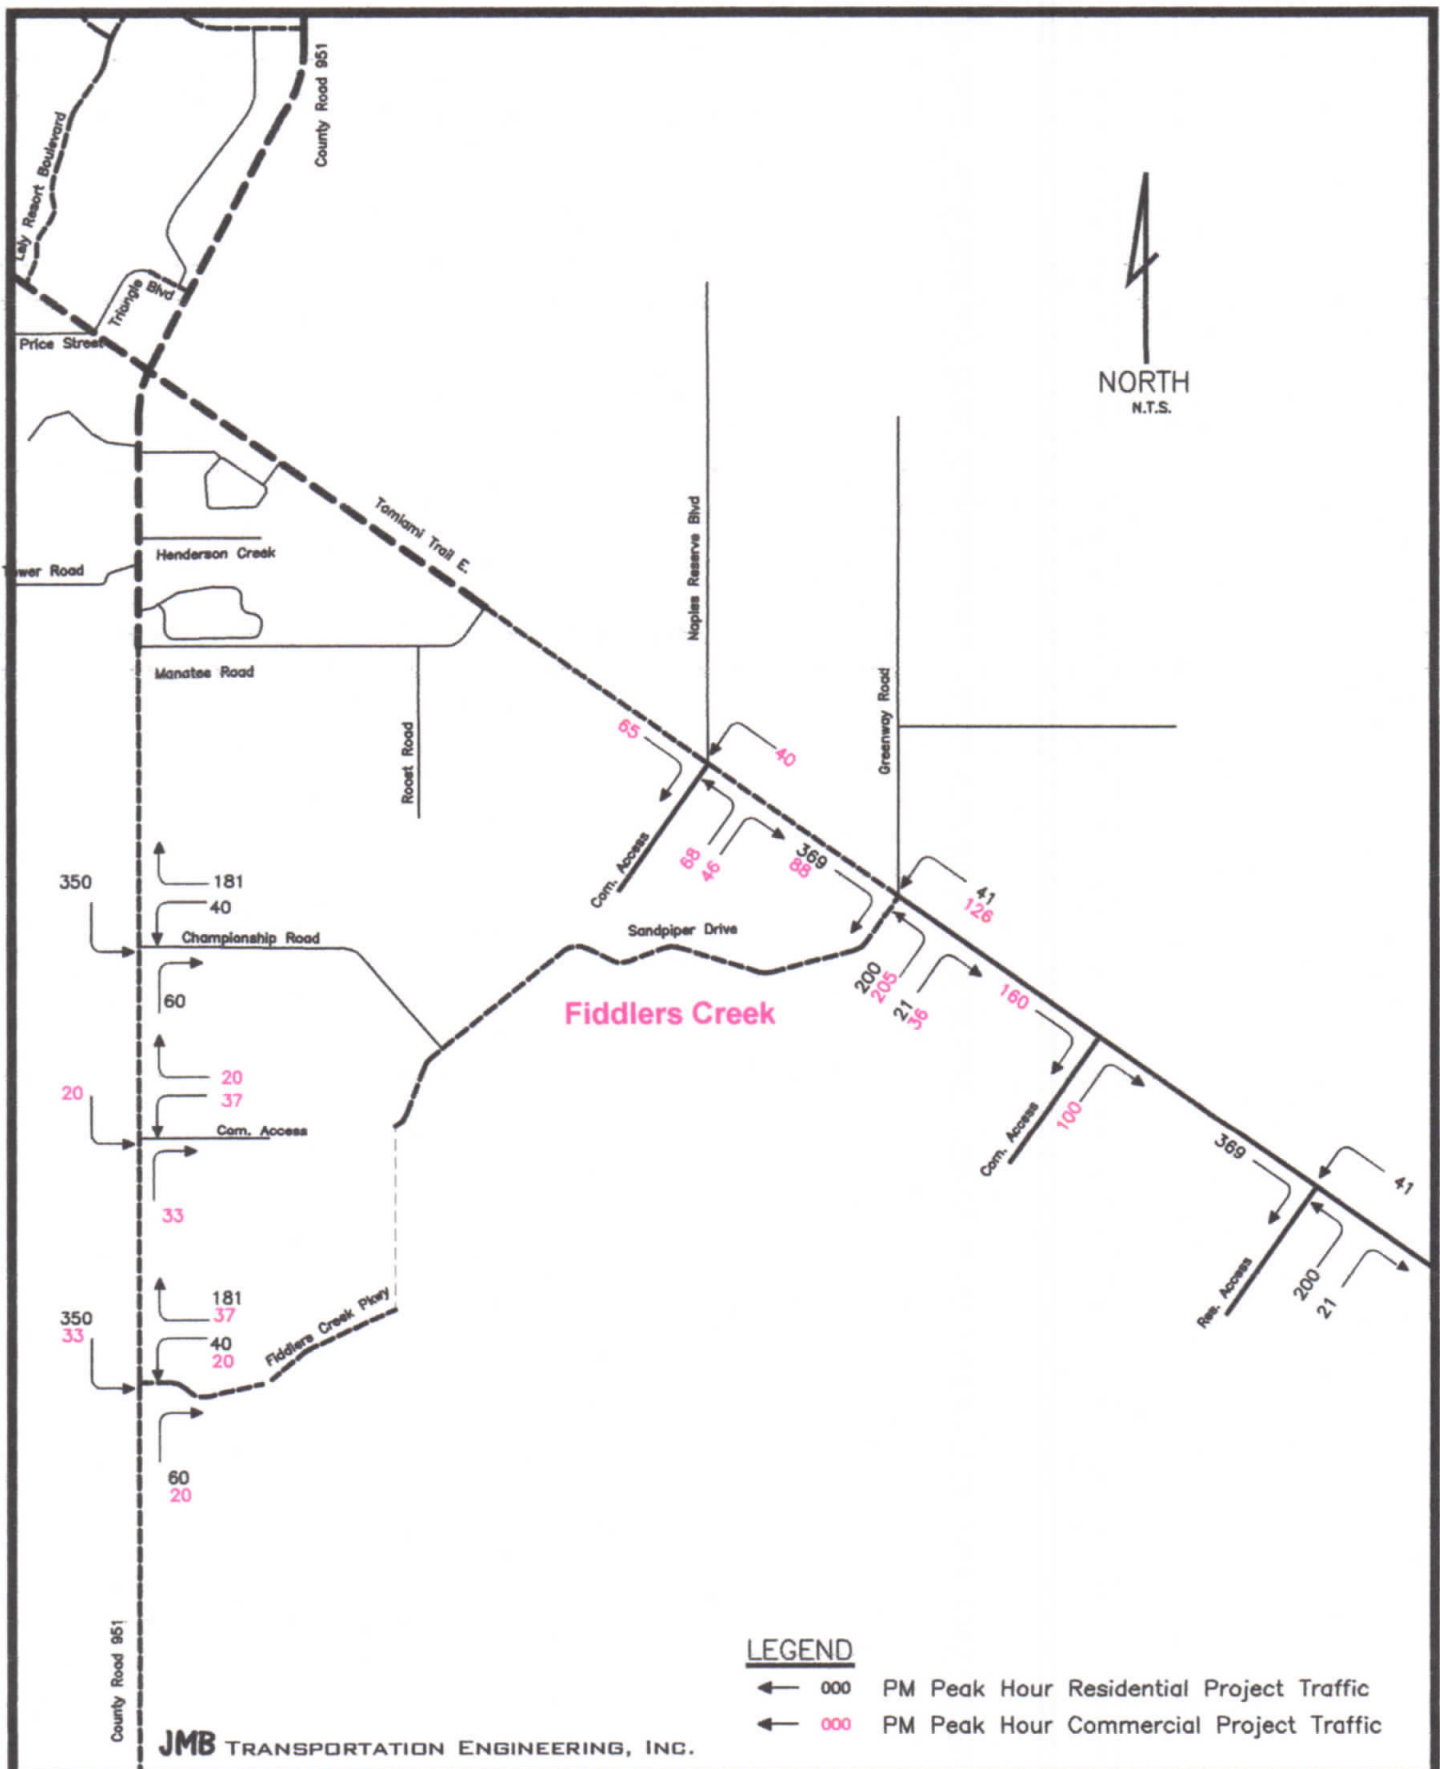 County Road 951
Lely Resort Boulevard
Triangle Blvd
Price Street
NORTH
N.T.S.
Tamiami Trail E.
Henderson Creek
Manatee Road
Roost Road
Naples Reserve Blvd
Greenway Road
65
40
Com. Access
68
46
369
88
41
126
350
181
40
Championship Road
60
Sandpiper Drive
200
205
21
36
Fiddlers Creek
160
Com. Access
100
20
20
37
Com. Access
33
369
41
Res. Access
200
21
350
33
181
37
40
20
Fiddlers Creek Pkwy
60
20
County Road 951
LEGEND
000 PM Peak Hour Residential Project Traffic
000 PM Peak Hour Commercial Project Traffic
JMB TRANSPORTATION ENGINEERING, INC.